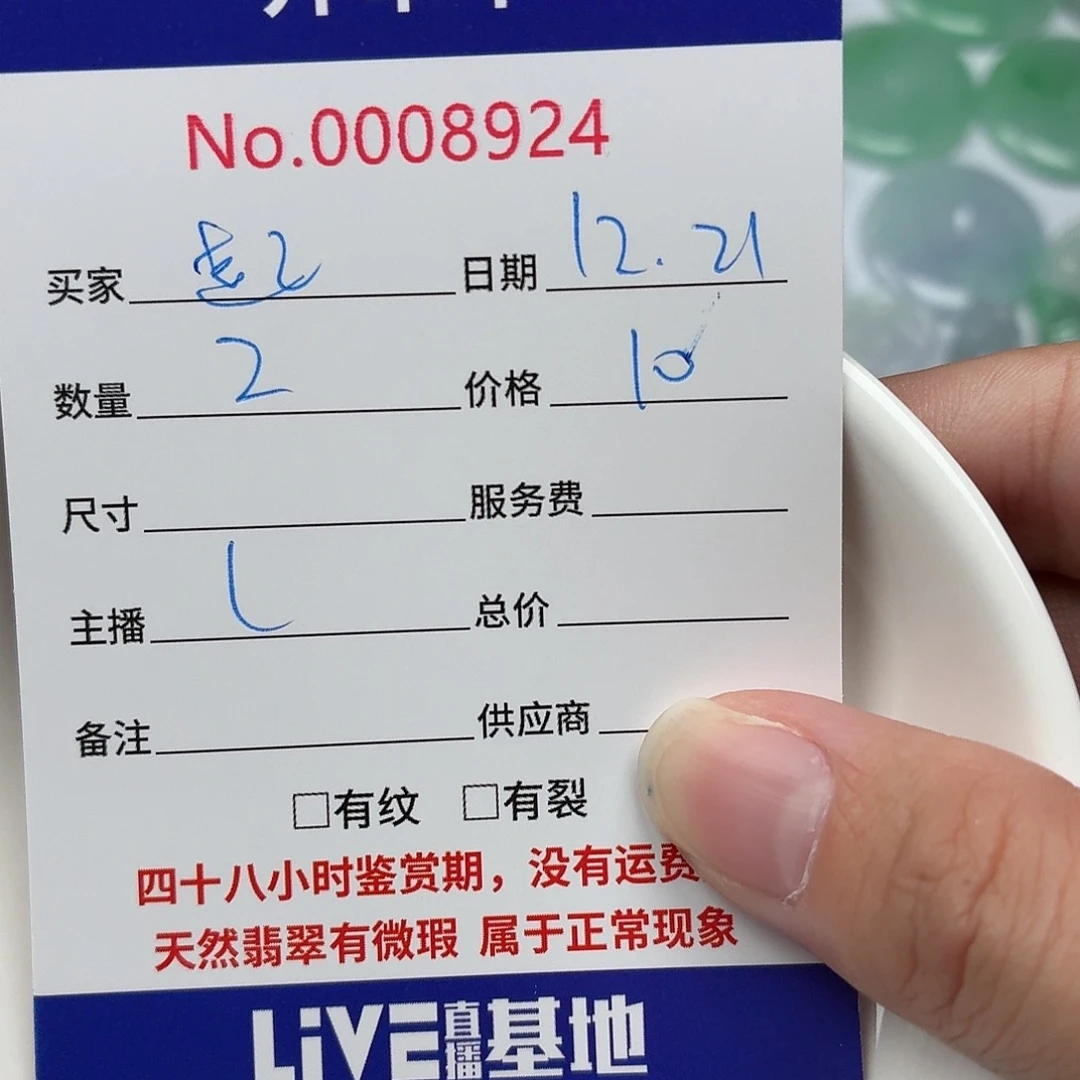 No.0008924
买家 日期 12.21
数量 2 价格 10
尺寸 服务费
主播 L 总价
备注 供应商
□有纹 □有裂
四十八小时鉴赏期，没有运费
天然翡翠有微瑕 属于正常现象
LiVE直播基地